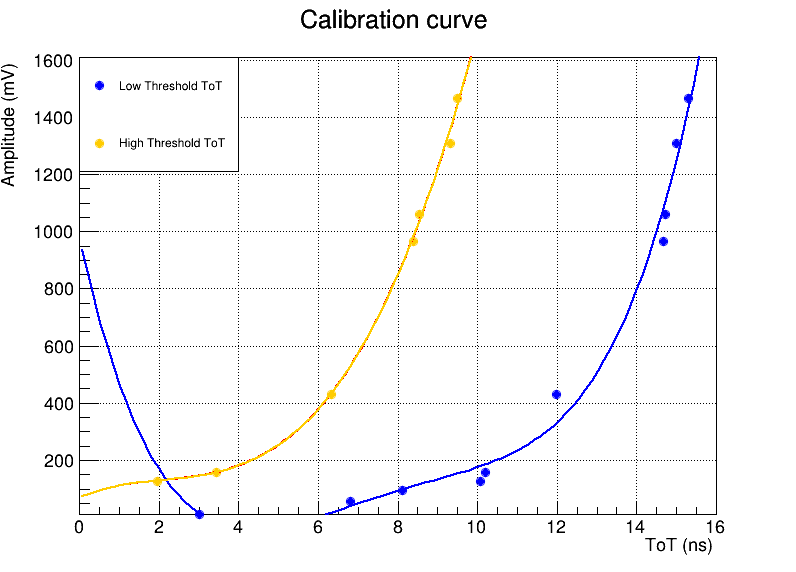 Calibration curve
Amplitude (mV)
1600
1400
1200
1000
800
600
400
200
Low Threshold ToT
High Threshold ToT
0 2 4 6 8 10 12 14 16
ToT (ns)